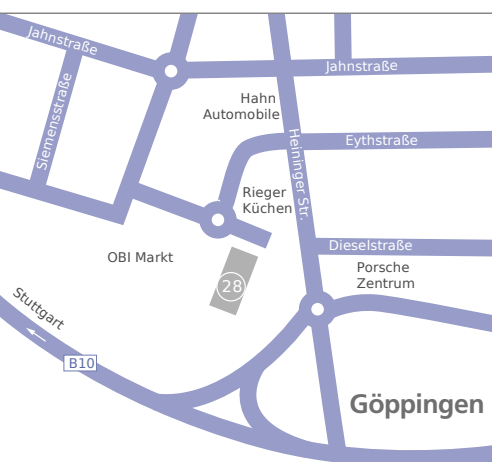 Jahnstraße
Jahnstraße
Siemensstraße
Hahn
Automobile
Heininger Str.
Eythstraße
Rieger
Küchen
Dieselstraße
OBI Markt
Porsche
Zentrum
28
Stuttgart
B10
Göppingen